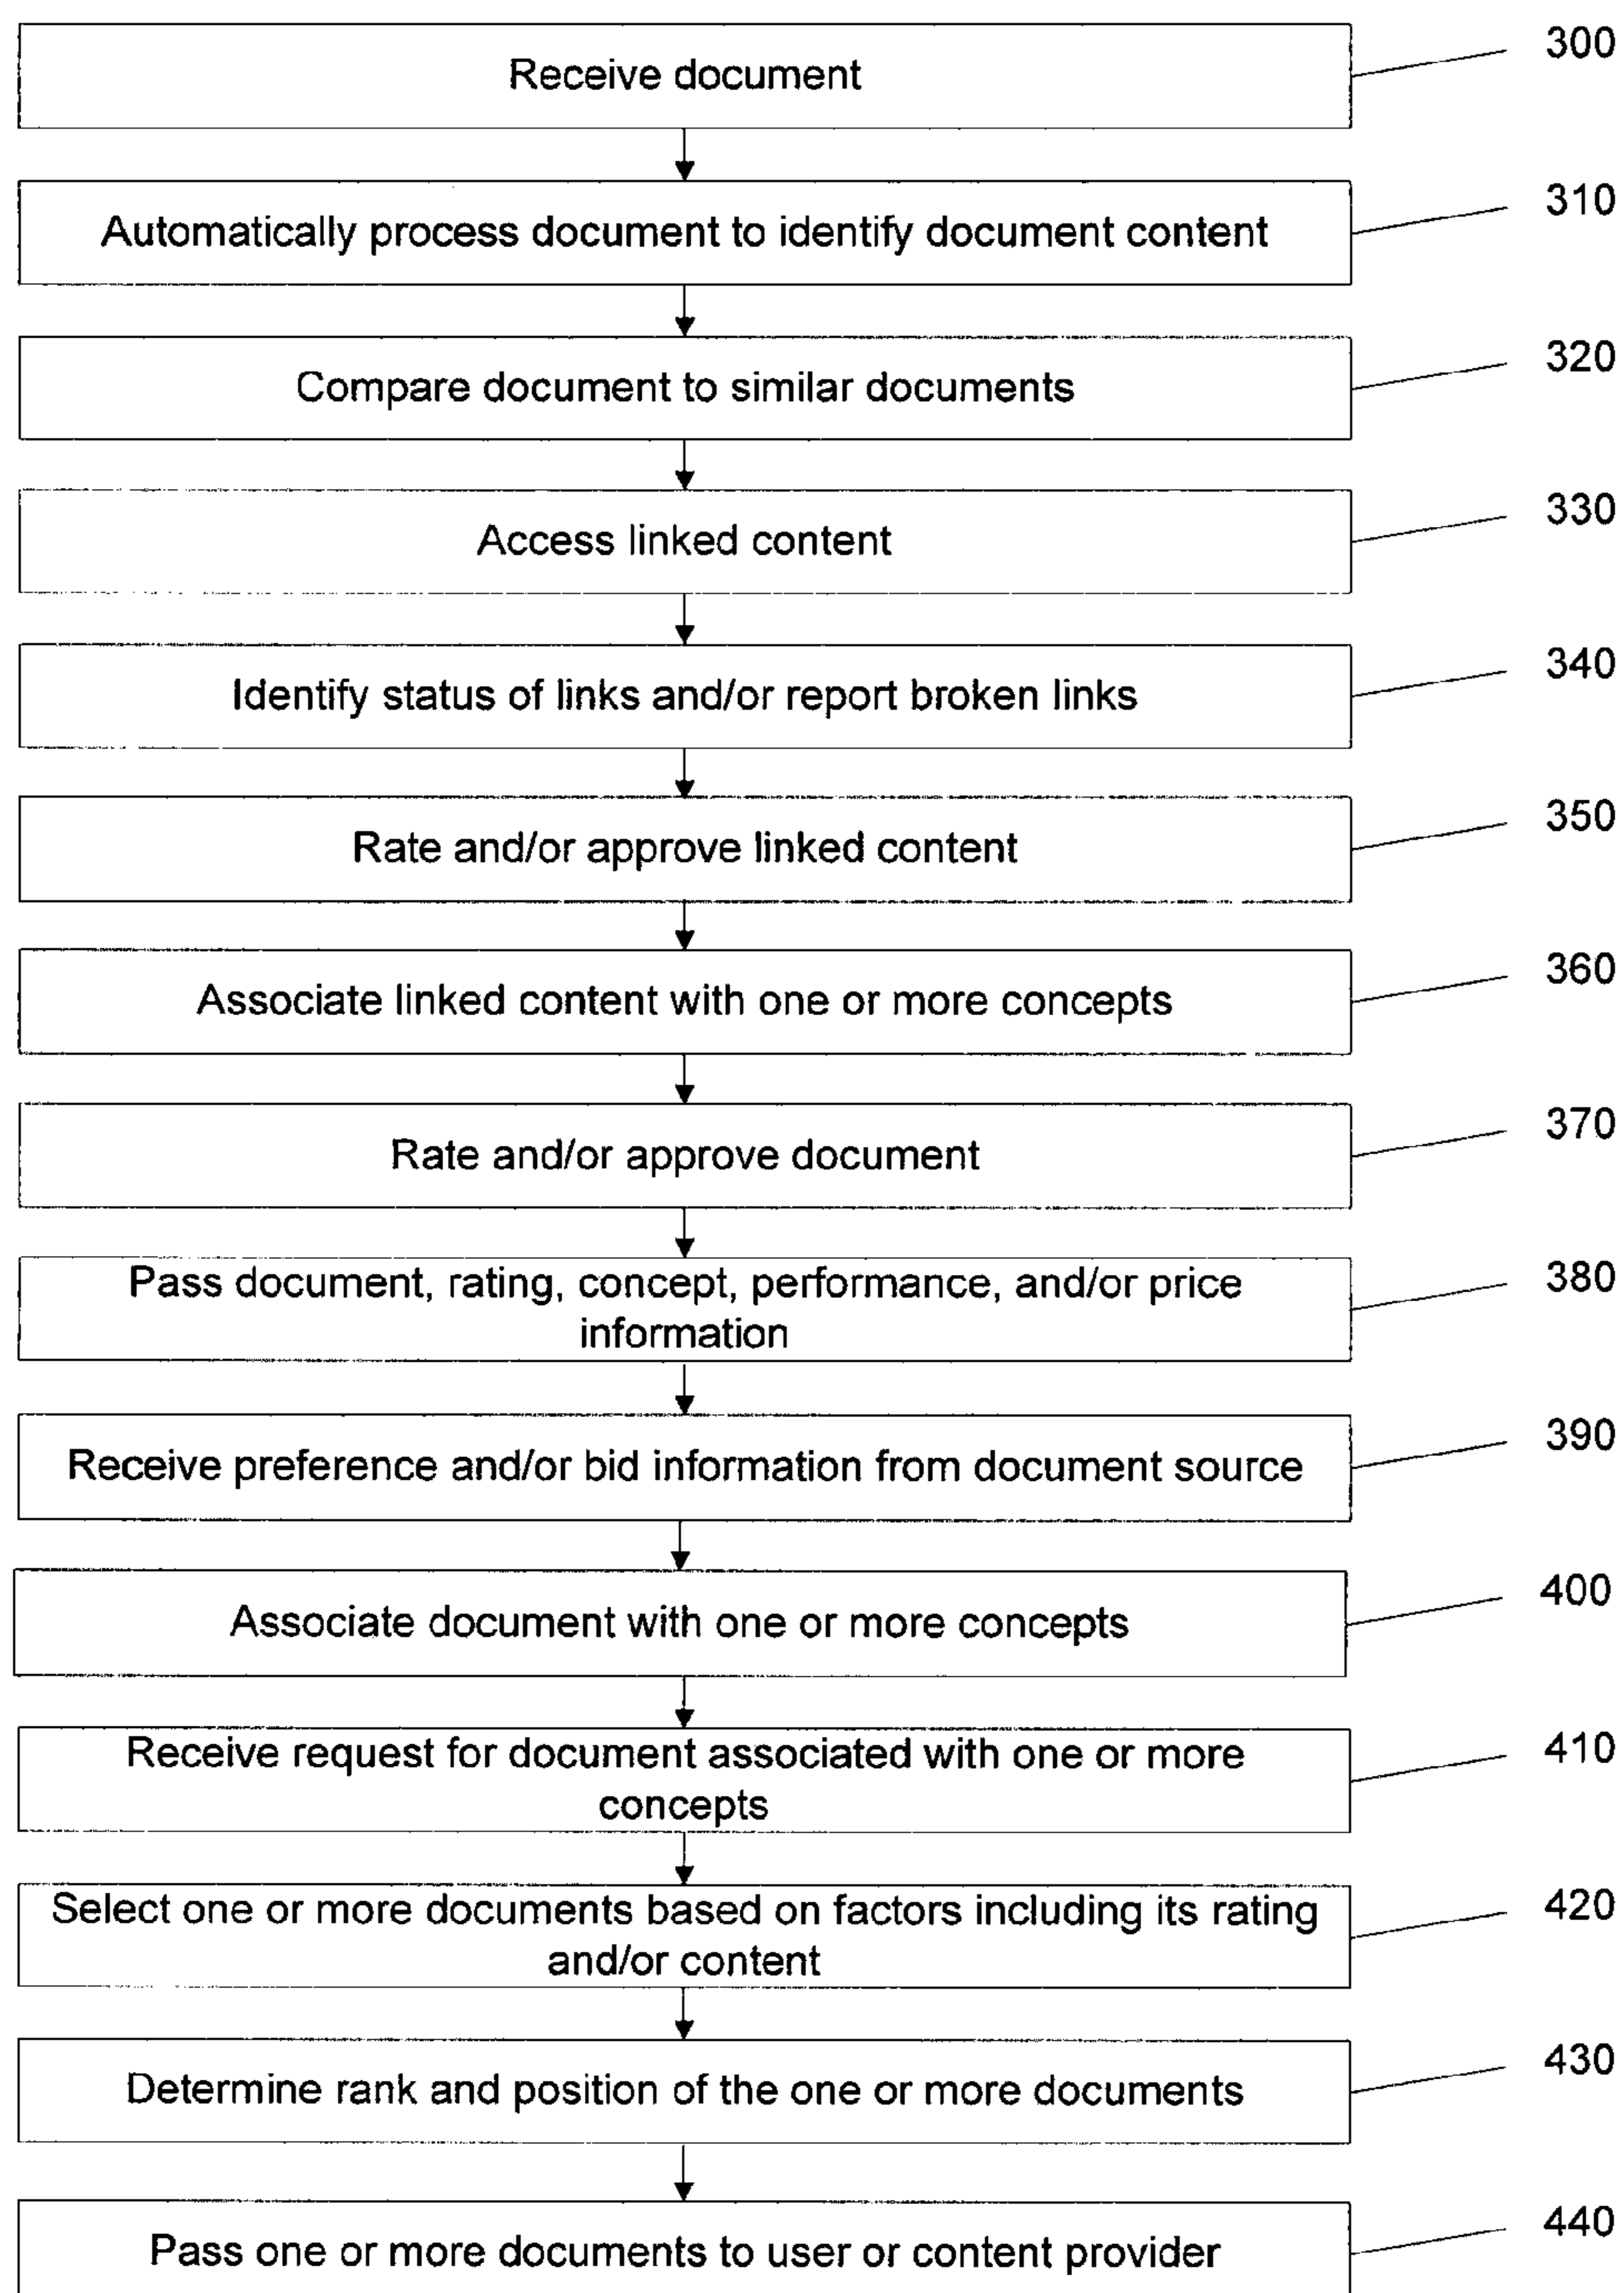 Receive document
300
Automatically process document to identify document content
310
Compare document to similar documents
320
Access linked content
330
Identify status of links and/or report broken links
340
Rate and/or approve linked content
350
Associate linked content with one or more concepts
360
Rate and/or approve document
370
Pass document, rating, concept, performance, and/or price
information
380
Receive preference and/or bid information from document source
390
Associate document with one or more concepts
400
Receive request for document associated with one or more
concepts
410
Select one or more documents based on factors including its rating
and/or content
420
Determine rank and position of the one or more documents
430
Pass one or more documents to user or content provider
440